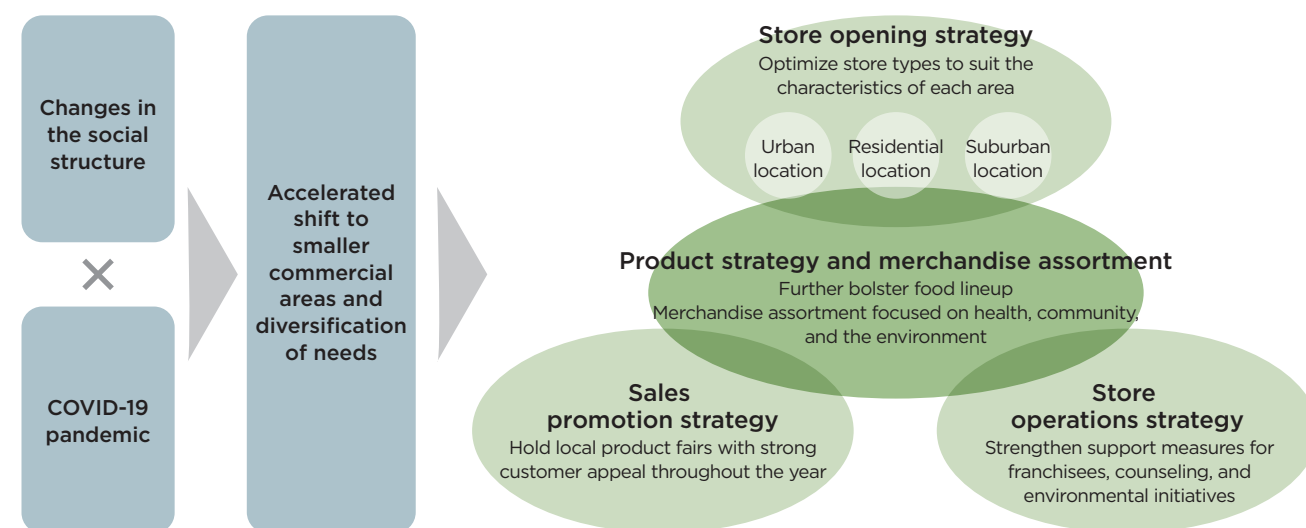 Changes in
the social
structure
×
COVID-19
pandemic
Accelerated
shift to
smaller
commercial
areas and
diversification
of needs
Store opening strategy
Optimize store types to suit the
characteristics of each area
Urban
location
Residential
location
Suburban
location
Product strategy and merchandise assortment
Further bolster food lineup
Merchandise assortment focused on health, community,
and the environment
Sales
promotion strategy
Hold local product fairs with strong
customer appeal throughout the year
Store
operations strategy
Strengthen support measures for
franchisees, counseling, and
environmental initiatives